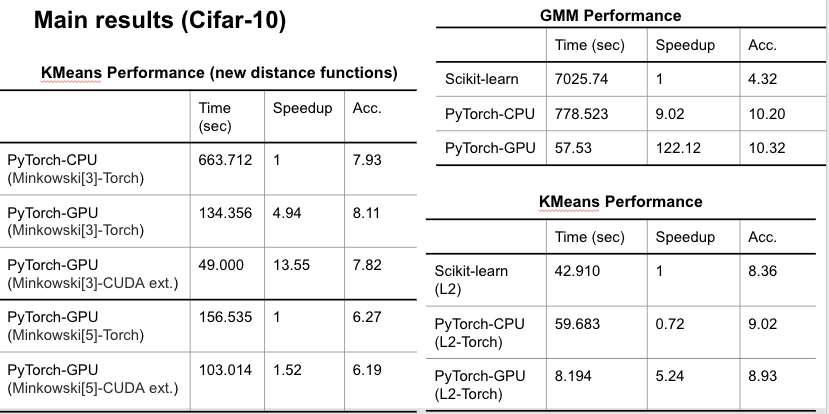 Main results (Cifar-10)
KMeans Performance (new distance functions)
Time (sec) Speedup Acc.
PyTorch-CPU (Minkowski[3]-Torch) 663.712 1 7.93
PyTorch-GPU (Minkowski[3]-Torch) 134.356 4.94 8.11
PyTorch-GPU (Minkowski[3]-CUDA ext.) 49.000 13.55 7.82
PyTorch-GPU (Minkowski[5]-Torch) 156.535 1 6.27
PyTorch-GPU (Minkowski[5]-CUDA ext.) 103.014 1.52 6.19
GMM Performance
Time (sec) Speedup Acc.
Scikit-learn 7025.74 1 4.32
PyTorch-CPU 778.523 9.02 10.20
PyTorch-GPU 57.53 122.12 10.32
KMeans Performance
Time (sec) Speedup Acc.
Scikit-learn (L2) 42.910 1 8.36
PyTorch-CPU (L2-Torch) 59.683 0.72 9.02
PyTorch-GPU (L2-Torch) 8.194 5.24 8.93